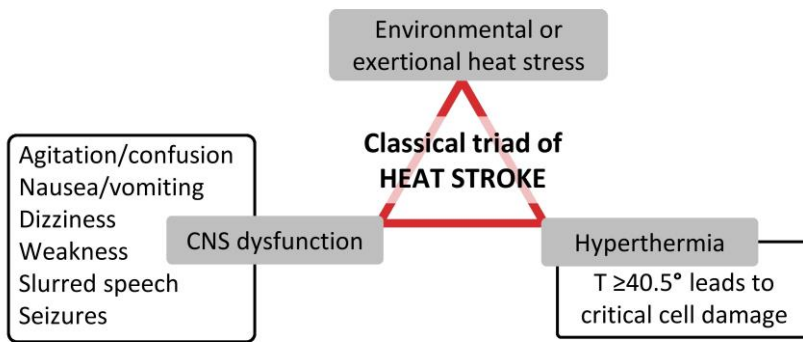 Environmental or
exertional heat stress
Classical triad of
HEAT STROKE
Agitation/confusion
Nausea/vomiting
Dizziness
Weakness
Slurred speech
Seizures
CNS dysfunction
Hyperthermia
T ≥40.5° leads to
critical cell damage